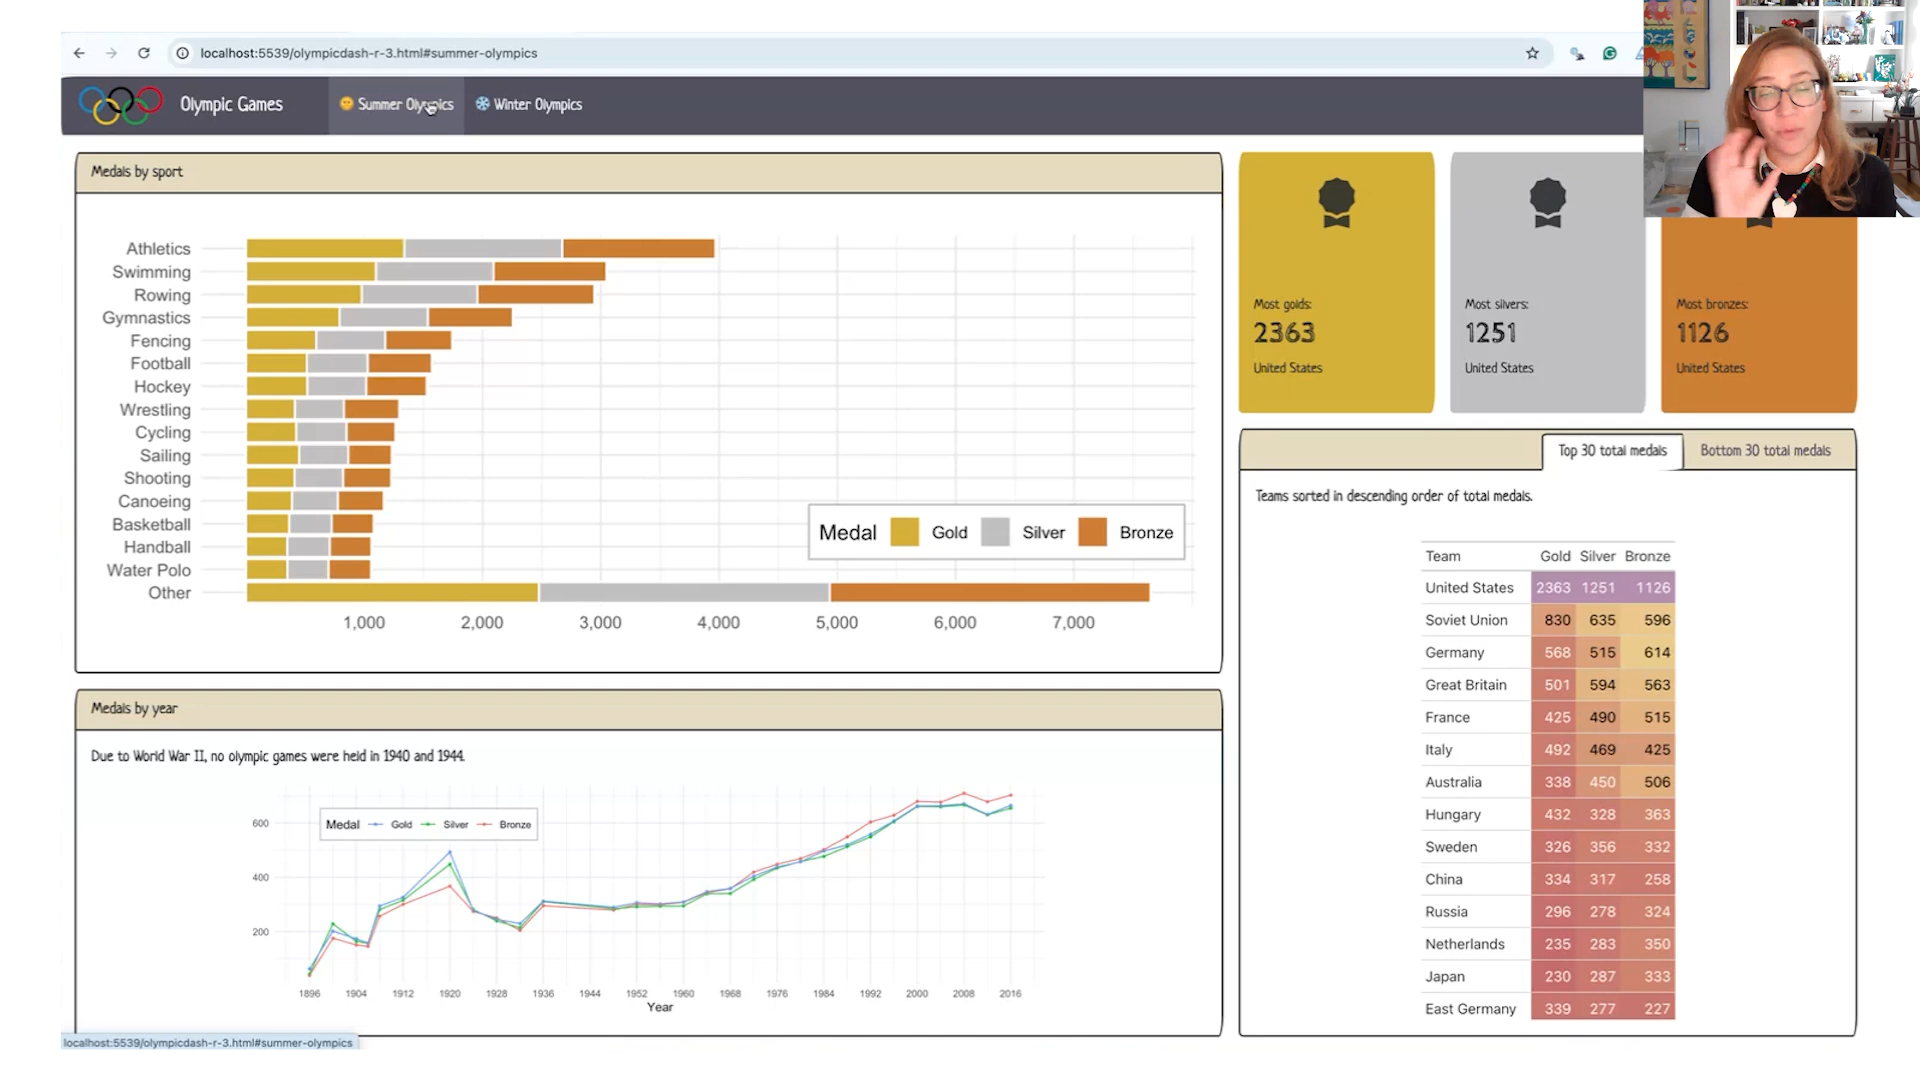 localhost:5539/olympicdash-r-3.html#summer-olympics
Olympic Games
Summer Olympics
Winter Olympics
Medals by sport
Athletics
Swimming
Rowing
Gymnastics
Fencing
Football
Hockey
Wrestling
Cycling
Sailing
Shooting
Canoeing
Basketball
Handball
Water Polo
Other
1,000 2,000 3,000 4,000 5,000 6,000 7,000
Medal Gold Silver Bronze
Medals by year
Due to World War II, no olympic games were held in 1940 and 1944.
Medal Gold Silver Bronze
600
400
200
1896 1904 1912 1920 1928 1936 1944 1952 1960 1968 1976 1984 1992 2000 2008 2016
Year
Most golds:
2363
United States
Most silvers:
1251
United States
Most bronzes:
1126
United States
Top 30 total medals
Bottom 30 total medals
Teams sorted in descending order of total medals.
Team Gold Silver Bronze
United States 2363 1251 1126
Soviet Union 830 635 596
Germany 568 515 614
Great Britain 501 594 563
France 425 490 515
Italy 492 469 425
Australia 338 450 506
Hungary 432 328 363
Sweden 326 356 332
China 334 317 258
Russia 296 278 324
Netherlands 235 283 350
Japan 230 287 333
East Germany 339 277 227
localhost:5539/olympicdash-r-3.html#summer-olympics